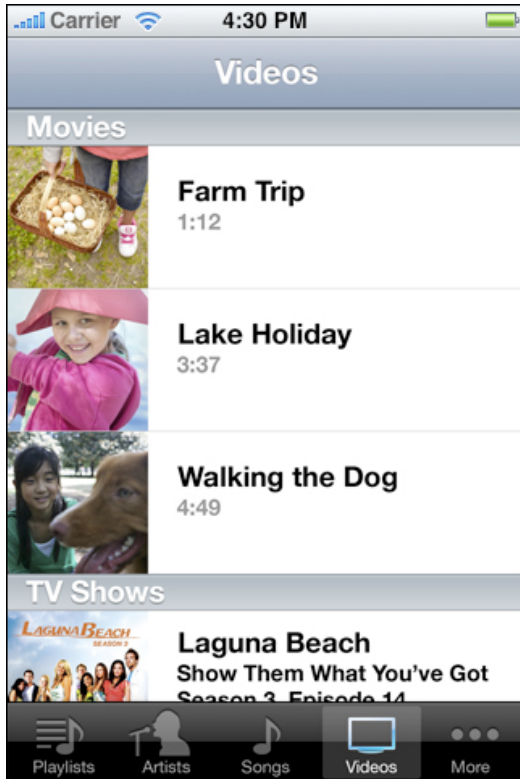 Carrier 4:30 PM
Videos
Movies
Farm Trip
1:12
Lake Holiday
3:37
Walking the Dog
4:49
TV Shows
LAGUNA BEACH
SEASON 3
Laguna Beach
Show Them What You've Got
Season 3, Episode 14
Playlists Artists Songs Videos More